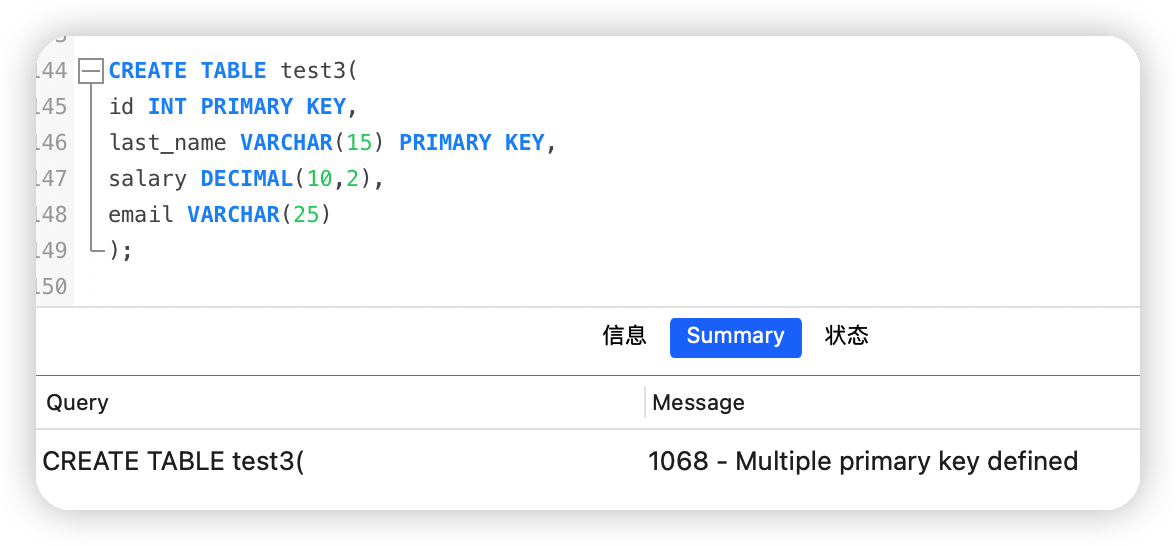 144 CREATE TABLE test3(
145 id INT PRIMARY KEY,
146 last_name VARCHAR(15) PRIMARY KEY,
147 salary DECIMAL(10,2),
148 email VARCHAR(25)
149 );
150
信息 Summary 状态
Query Message
CREATE TABLE test3( 1068 - Multiple primary key defined